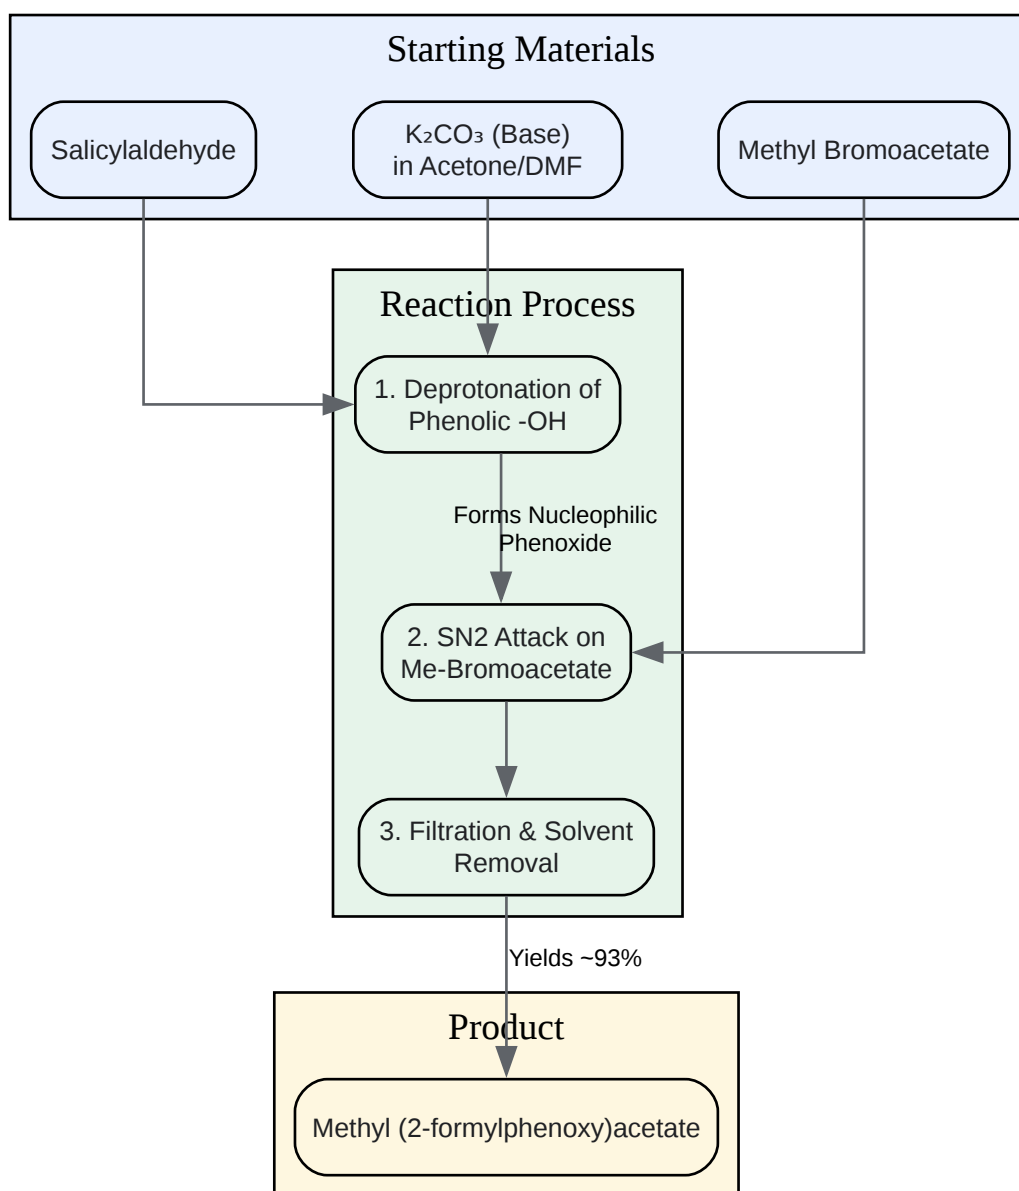 Starting Materials
Salicylaldehyde
K₂CO₃ (Base)
in Acetone/DMF
Methyl Bromoacetate
Reaction Process
1. Deprotonation of
Phenolic -OH
Forms Nucleophilic
Phenoxide
2. SN2 Attack on
Me-Bromoacetate
3. Filtration & Solvent
Removal
Yields ~93%
Product
Methyl (2-formylphenoxy)acetate